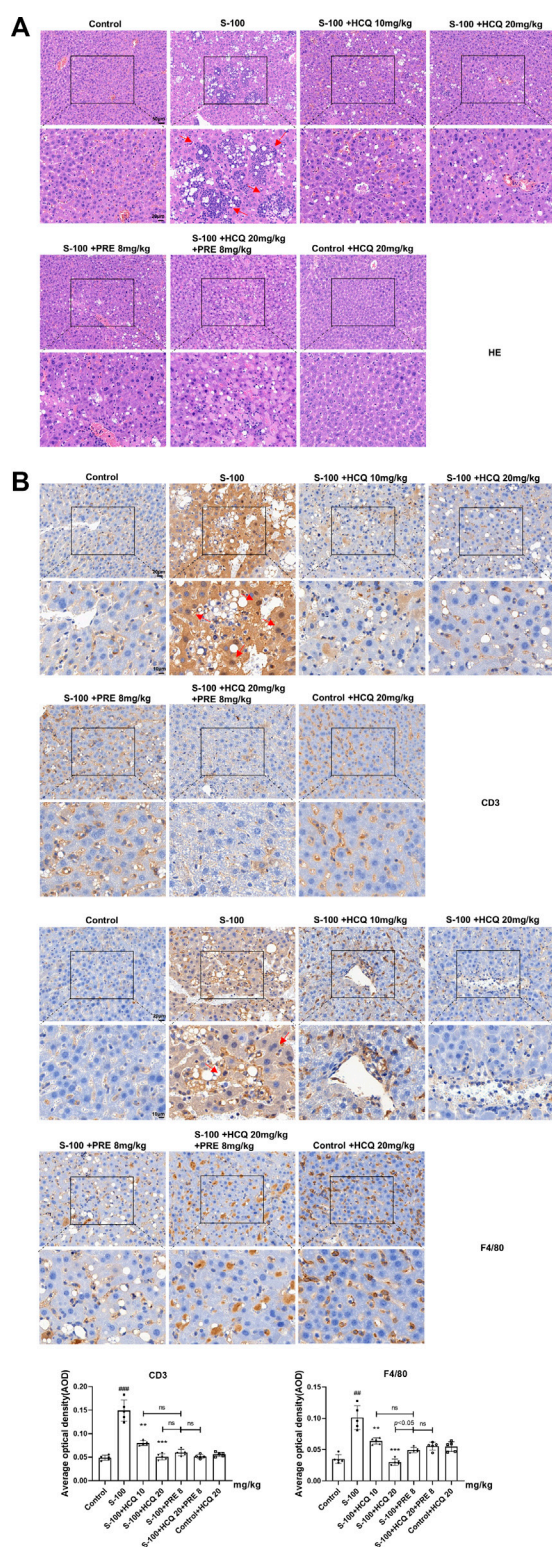 A
Control
S-100
S-100 +HCQ 10mg/kg
S-100 +HCQ 20mg/kg
50μm
20μm
S-100 +PRE 8mg/kg
S-100 +HCQ 20mg/kg
+PRE 8mg/kg
Control +HCQ 20mg/kg
HE
B
Control
S-100
S-100 +HCQ 10mg/kg
S-100 +HCQ 20mg/kg
20μm
10μm
S-100 +PRE 8mg/kg
S-100 +HCQ 20mg/kg
+PRE 8mg/kg
Control +HCQ 20mg/kg
CD3
Control
S-100
S-100 +HCQ 10mg/kg
S-100 +HCQ 20mg/kg
20μm
10μm
S-100 +PRE 8mg/kg
S-100 +HCQ 20mg/kg
+PRE 8mg/kg
Control +HCQ 20mg/kg
F4/80
CD3
Average optical density(AOD)
0.20
0.15
0.10
0.05
0.00
###
**
***
ns
ns
ns
Control
S-100
S-100+HCQ 10
S-100+HCQ 20
S-100+PRE 8
S-100+HCQ 20+PRE 8
Control+HCQ 20
mg/kg
F4/80
Average optical density(AOD)
0.15
0.10
0.05
0.00
##
**
***
ns
p<0.05
ns
Control
S-100
S-100+HCQ 10
S-100+HCQ 20
S-100+PRE 8
S-100+HCQ 20+PRE 8
Control+HCQ 20
mg/kg